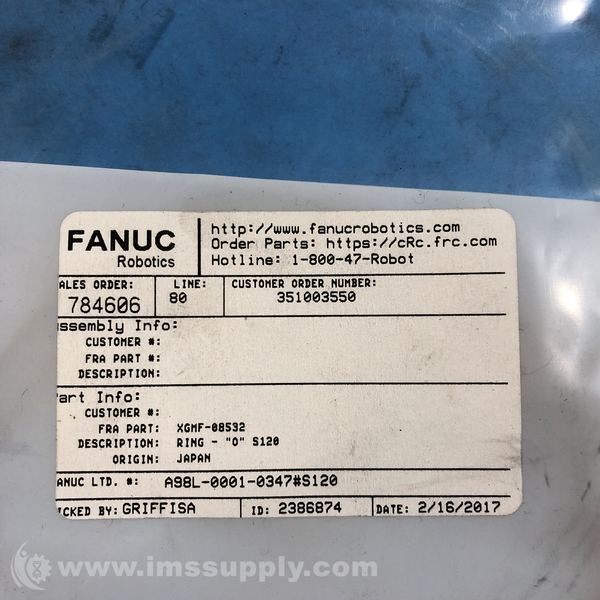 FANUC
Robotics
http://www.fanucrobotics.com
Order Parts: https://cRc.frc.com
Hotline: 1-800-47-Robot
ALES ORDER: 784606
LINE: 80
CUSTOMER ORDER NUMBER: 351003550
ssembly Info:
CUSTOMER #:
FRA PART #:
DESCRIPTION:
art Info:
CUSTOMER #:
FRA PART: XGMF-08532
DESCRIPTION: RING - "O" S120
ORIGIN: JAPAN
ANUC LTD. #: A98L-0001-0347#S120
ICKED BY: GRIFFISA ID: 2386874 DATE: 2/16/2017
www.imssupply.com